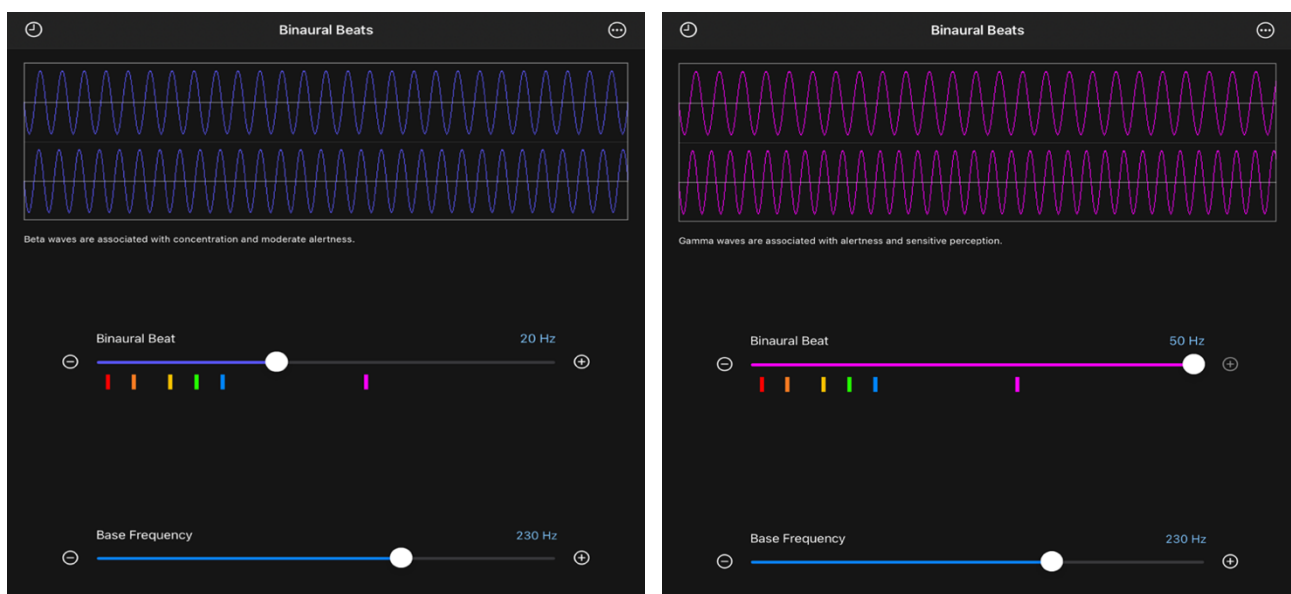 Binaural Beats
Beta waves are associated with concentration and moderate alertness.
Binaural Beat
20 Hz
Base Frequency
230 Hz
Binaural Beats
Gamma waves are associated with alertness and sensitive perception.
Binaural Beat
50 Hz
Base Frequency
230 Hz